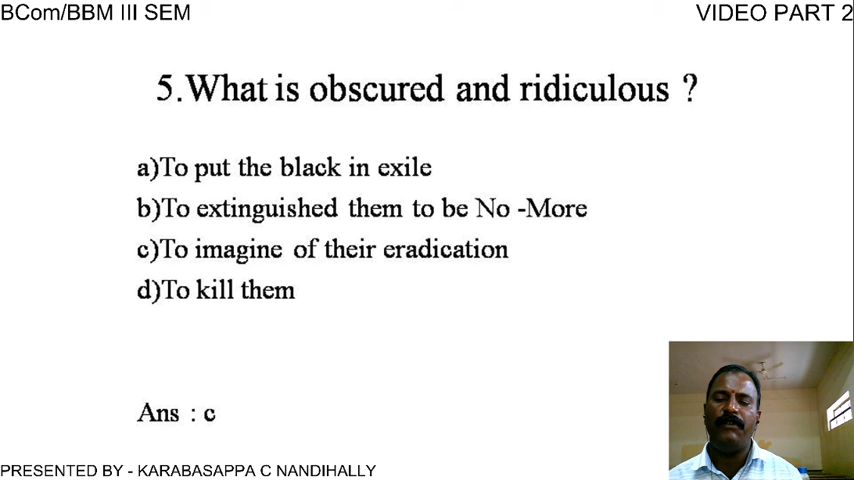 BCom/BBM III SEM
VIDEO PART 2
5.What is obscured and ridiculous ?
a)To put the black in exile
b)To extinguished them to be No -More
c)To imagine of their eradication
d)To kill them
Ans : c
PRESENTED BY - KARABASAPPA C NANDIHALLY